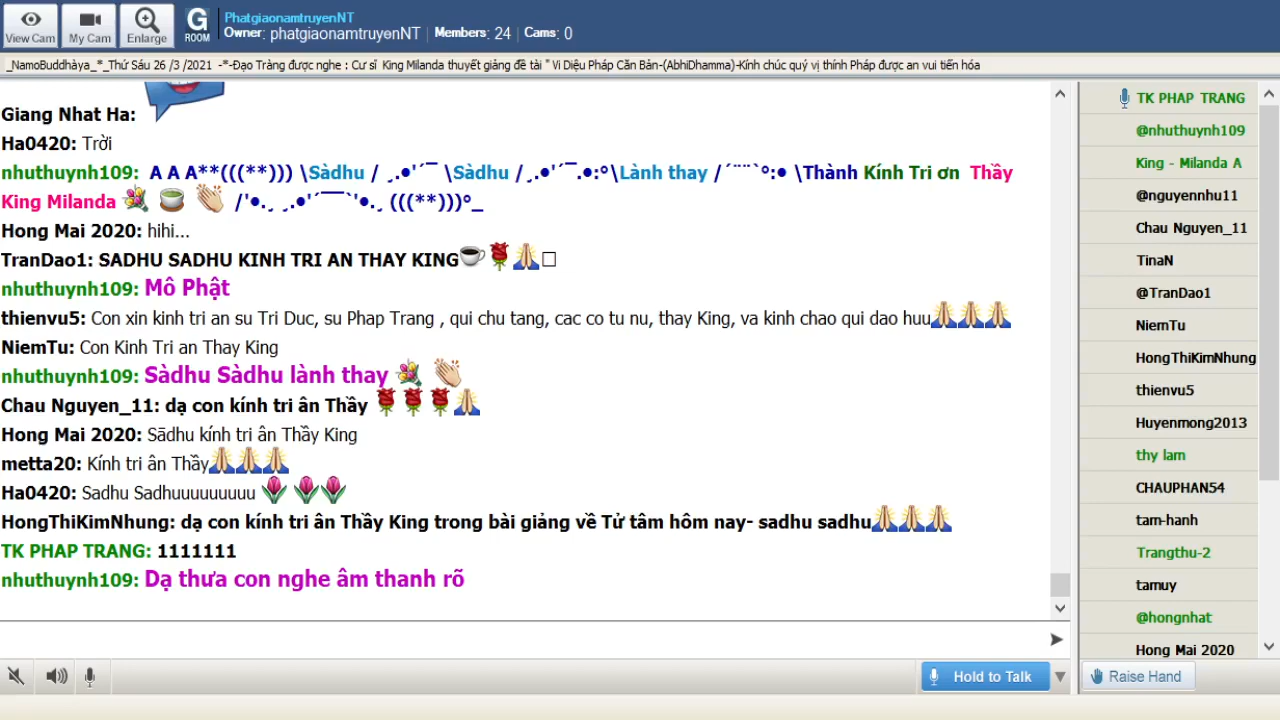 View Cam
My Cam
Enlarge
G
ROOM
PhatgiaonamtruyenNT
Owner: phatgiaonamtruyenNT | Members: 24 | Cams: 0
_NamoBuddhàya_*_Thứ Sáu 26 /3 /2021 -*-Đạo Tràng được nghe : Cư sĩ King Milanda thuyết giảng đề tài " Vi Diệu Pháp Căn Bản-(AbhiDhamma)-Kính chúc quý vị thính Pháp được an vui tiến hóa
Giang Nhat Ha:
Ha0420: Trời
nhuthuynh109: A A A**(((**))) \Sàdhu / ¸.•'´¯ \Sàdhu /¸.•'´¯.•:°\Lành thay /´¨¨`°:• \Thành Kính Tri ơn Thầy
King Milanda /'•.¸ ¸.•'´¯¯`'•.¸ (((**)))°_
Hong Mai 2020: hihi...
TranDao1: SADHU SADHU KINH TRI AN THAY KING
nhuthuynh109: Mô Phật
thienvu5: Con xin kinh tri an su Tri Duc, su Phap Trang , qui chu tang, cac co tu nu, thay King, va kinh chao qui dao huu
NiemTu: Con Kinh Tri an Thay King
nhuthuynh109: Sàdhu Sàdhu lành thay
Chau Nguyen_11: dạ con kính tri ân Thầy
Hong Mai 2020: Sādhu kính tri ân Thầy King
metta20: Kính tri ân Thầy
Ha0420: Sadhu Sadhuuuuuuuuu
HongThiKimNhung: dạ con kính tri ân Thầy King trong bài giảng về Tử tâm hôm nay- sadhu sadhu
TK PHAP TRANG: 1111111
nhuthuynh109: Dạ thưa con nghe âm thanh rõ
Hold to Talk
TK PHAP TRANG
@nhuthuynh109
King - Milanda A
@nguyennhu11
Chau Nguyen_11
TinaN
@TranDao1
NiemTu
HongThiKimNhung
thienvu5
Huyenmong2013
thy lam
CHAUPHAN54
tam-hanh
Trangthu-2
tamuy
@hongnhat
Hong Mai 2020
Raise Hand